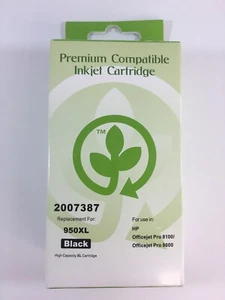 Premium Compatible
Inkjet Cartridge
TM
2007387
Replacement For:
950XL
Black
High Capacity BL Cartridge
For use in:
HP
Officejet Pro 8100/
Officejet Pro 8600